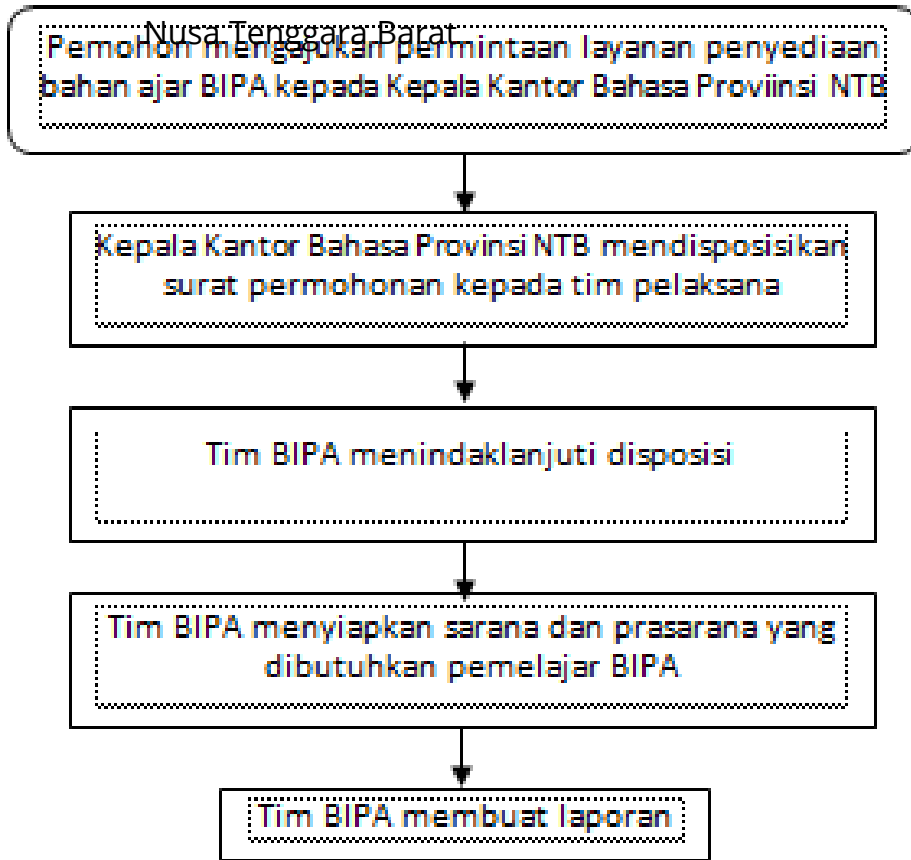 Nusa Tenggara Barat.
Pemohon mengajukan permintaan layanan penyediaan
bahan ajar BIPA kepada Kepala Kantor Bahasa Proviinsi NTB
Kepala Kantor Bahasa Provinsi NTB mendisposisikan
surat permohonan kepada tim pelaksana
Tim BIPA menindaklanjuti disposisi
Tim BIPA menyiapkan sarana dan prasarana yang
dibutuhkan pemelajar BIPA
Tim BIPA membuat laporan